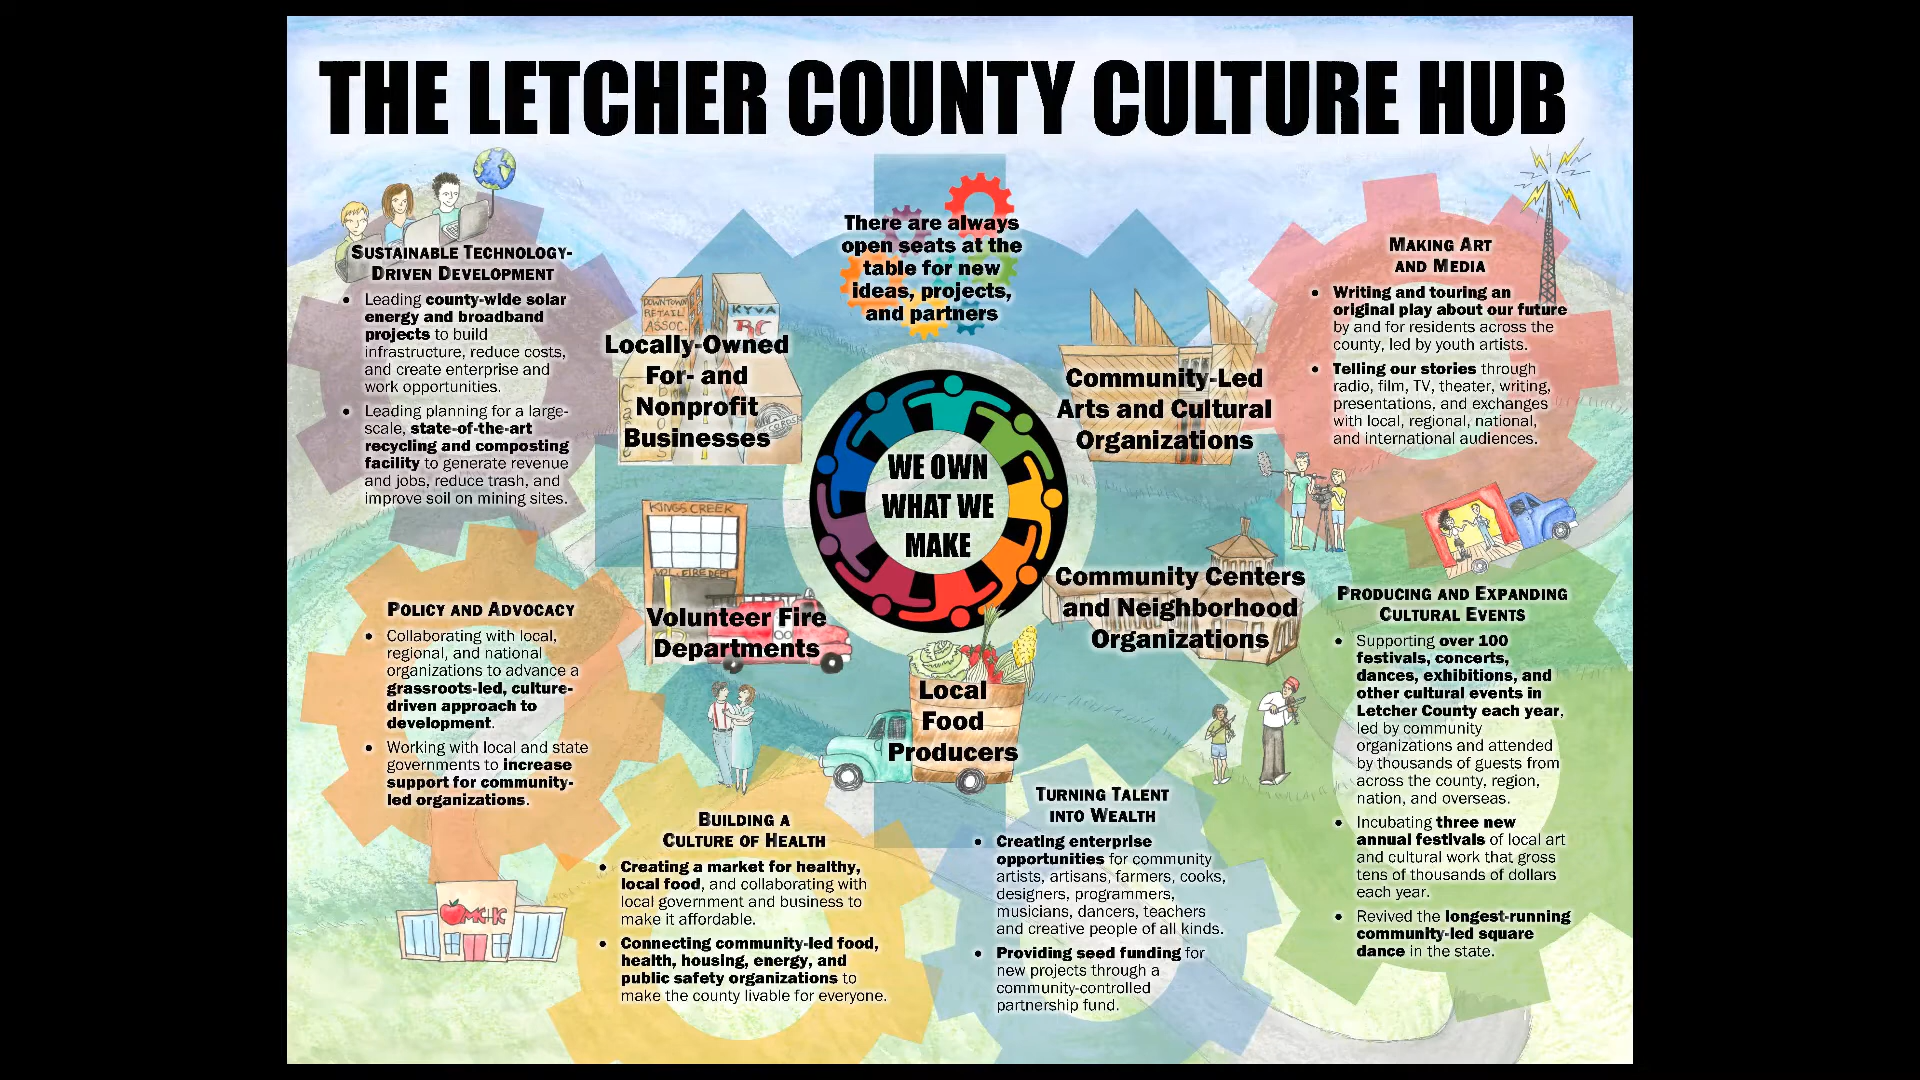 THE LETCHER COUNTY CULTURE HUB
There are always
open seats at the
table for new
ideas, projects,
and partners
SUSTAINABLE TECHNOLOGY-
DRIVEN DEVELOPMENT
• Leading county-wide solar
energy and broadband
projects to build
infrastructure, reduce costs,
and create enterprise and
work opportunities.
• Leading planning for a large-
scale, state-of-the-art
recycling and composting
facility to generate revenue
and jobs, reduce trash, and
improve soil on mining sites.
DOWNTOWN
RETAIL
ASSOC.
KYVA
RC
Locally-Owned
For- and
Nonprofit
Businesses
Community-Led
Arts and Cultural
Organizations
MAKING ART
AND MEDIA
• Writing and touring an
original play about our future
by and for residents across the
county, led by youth artists.
• Telling our stories through
radio, film, TV, theater, writing,
presentations, and exchanges
with local, regional, national,
and international audiences.
WE OWN
WHAT WE
MAKE
KINGS CREEK
VOL. FIRE DEPT
Volunteer Fire
Departments
Community Centers
and Neighborhood
Organizations
Local
Food
Producers
POLICY AND ADVOCACY
• Collaborating with local,
regional, and national
organizations to advance a
grassroots-led, culture-
driven approach to
development.
• Working with local and state
governments to increase
support for community-
led organizations.
MCHC
BUILDING A
CULTURE OF HEALTH
• Creating a market for healthy,
local food, and collaborating with
local government and business to
make it affordable.
• Connecting community-led food,
health, housing, energy, and
public safety organizations to
make the county livable for everyone.
TURNING TALENT
INTO WEALTH
• Creating enterprise
opportunities for community
artists, artisans, farmers, cooks,
designers, programmers,
musicians, dancers, teachers
and creative people of all kinds.
• Providing seed funding for
new projects through a
community-controlled
partnership fund.
PRODUCING AND EXPANDING
CULTURAL EVENTS
• Supporting over 100
festivals, concerts,
dances, exhibitions, and
other cultural events in
Letcher County each year,
led by community
organizations and attended
by thousands of guests from
across the county, region,
nation, and overseas.
• Incubating three new
annual festivals of local art
and cultural work that gross
tens of thousands of dollars
each year.
• Revived the longest-running
community-led square
dance in the state.